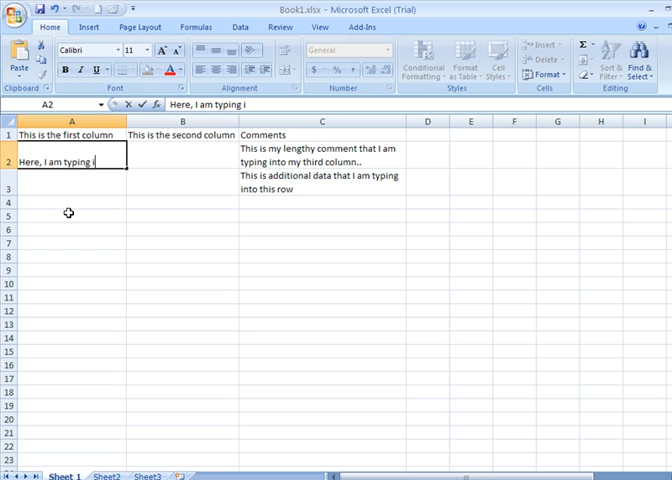 Book1.xlsx - Microsoft Excel (Trial)
Home Insert Page Layout Formulas Data Review View Add-Ins
Paste
Calibri 11 A A
B I U
General
$ % ,
Conditional Formatting
Format as Table
Cell Styles
Insert
Delete
Format
Σ
Sort & Filter
Find & Select
Clipboard Font Alignment Number Styles Cells Editing
A2 fx Here, I am typing i
A B C D E F G H I
1 This is the first column This is the second column Comments
2 Here, I am typing i This is my lengthy comment that I am
typing into my third column..
3 This is additional data that I am typing
into this row
4
5
6
7
8
9
10
11
12
13
14
15
16
17
18
19
20
21
22
23
Sheet 1 Sheet2 Sheet3